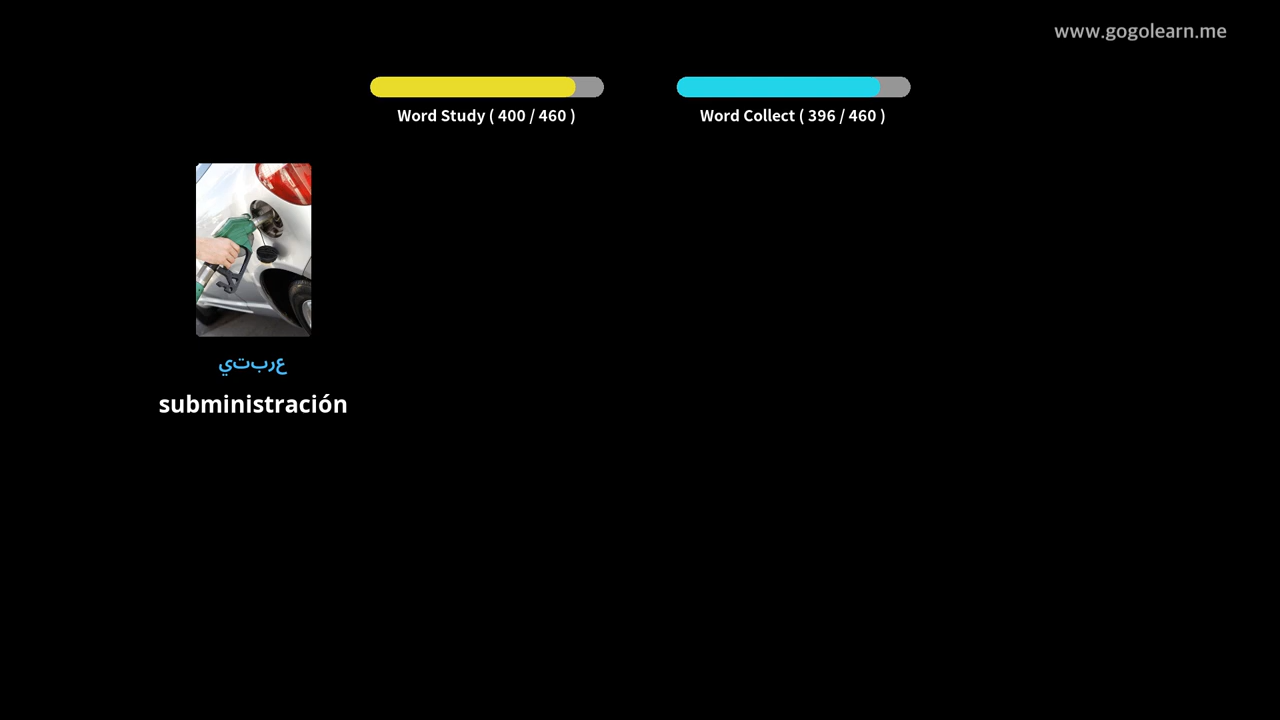 www.gogolearn.me
Word Study ( 400 / 460 )
Word Collect ( 396 / 460 )
عربتي
subministración